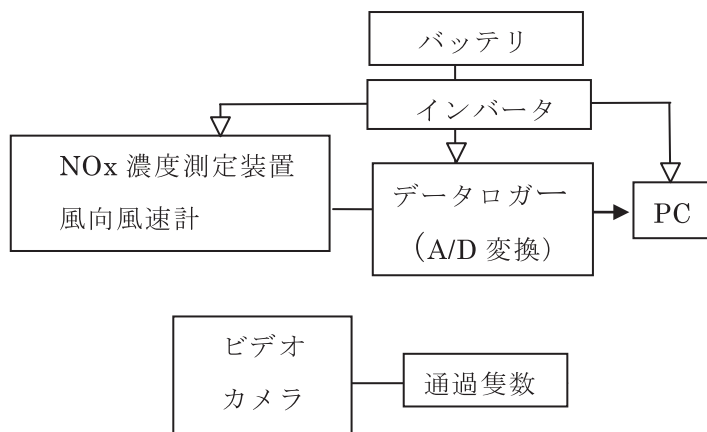 バッテリ
インバータ
NOx 濃度測定装置
風向風速計
データロガー
（A/D 変換）
PC
ビデオ
カメラ
通過隻数